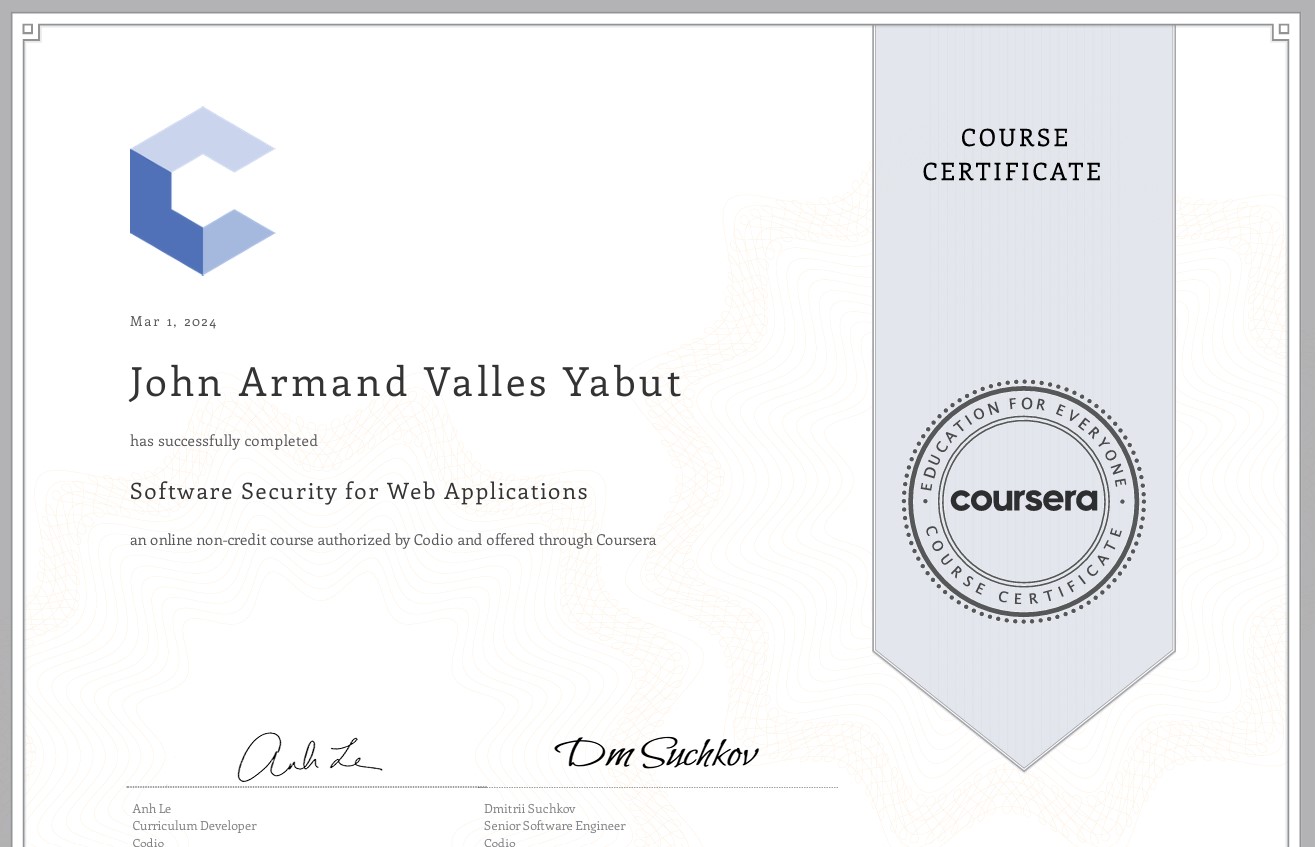 COURSE
CERTIFICATE
Mar 1, 2024
John Armand Valles Yabut
has successfully completed
Software Security for Web Applications
an online non-credit course authorized by Codio and offered through Coursera
EDUCATION FOR EVERYONE
coursera
COURSE CERTIFICATE
Anh Le
Dm Suchkov
Anh Le
Curriculum Developer
Codio
Dmitrii Suchkov
Senior Software Engineer
Codio